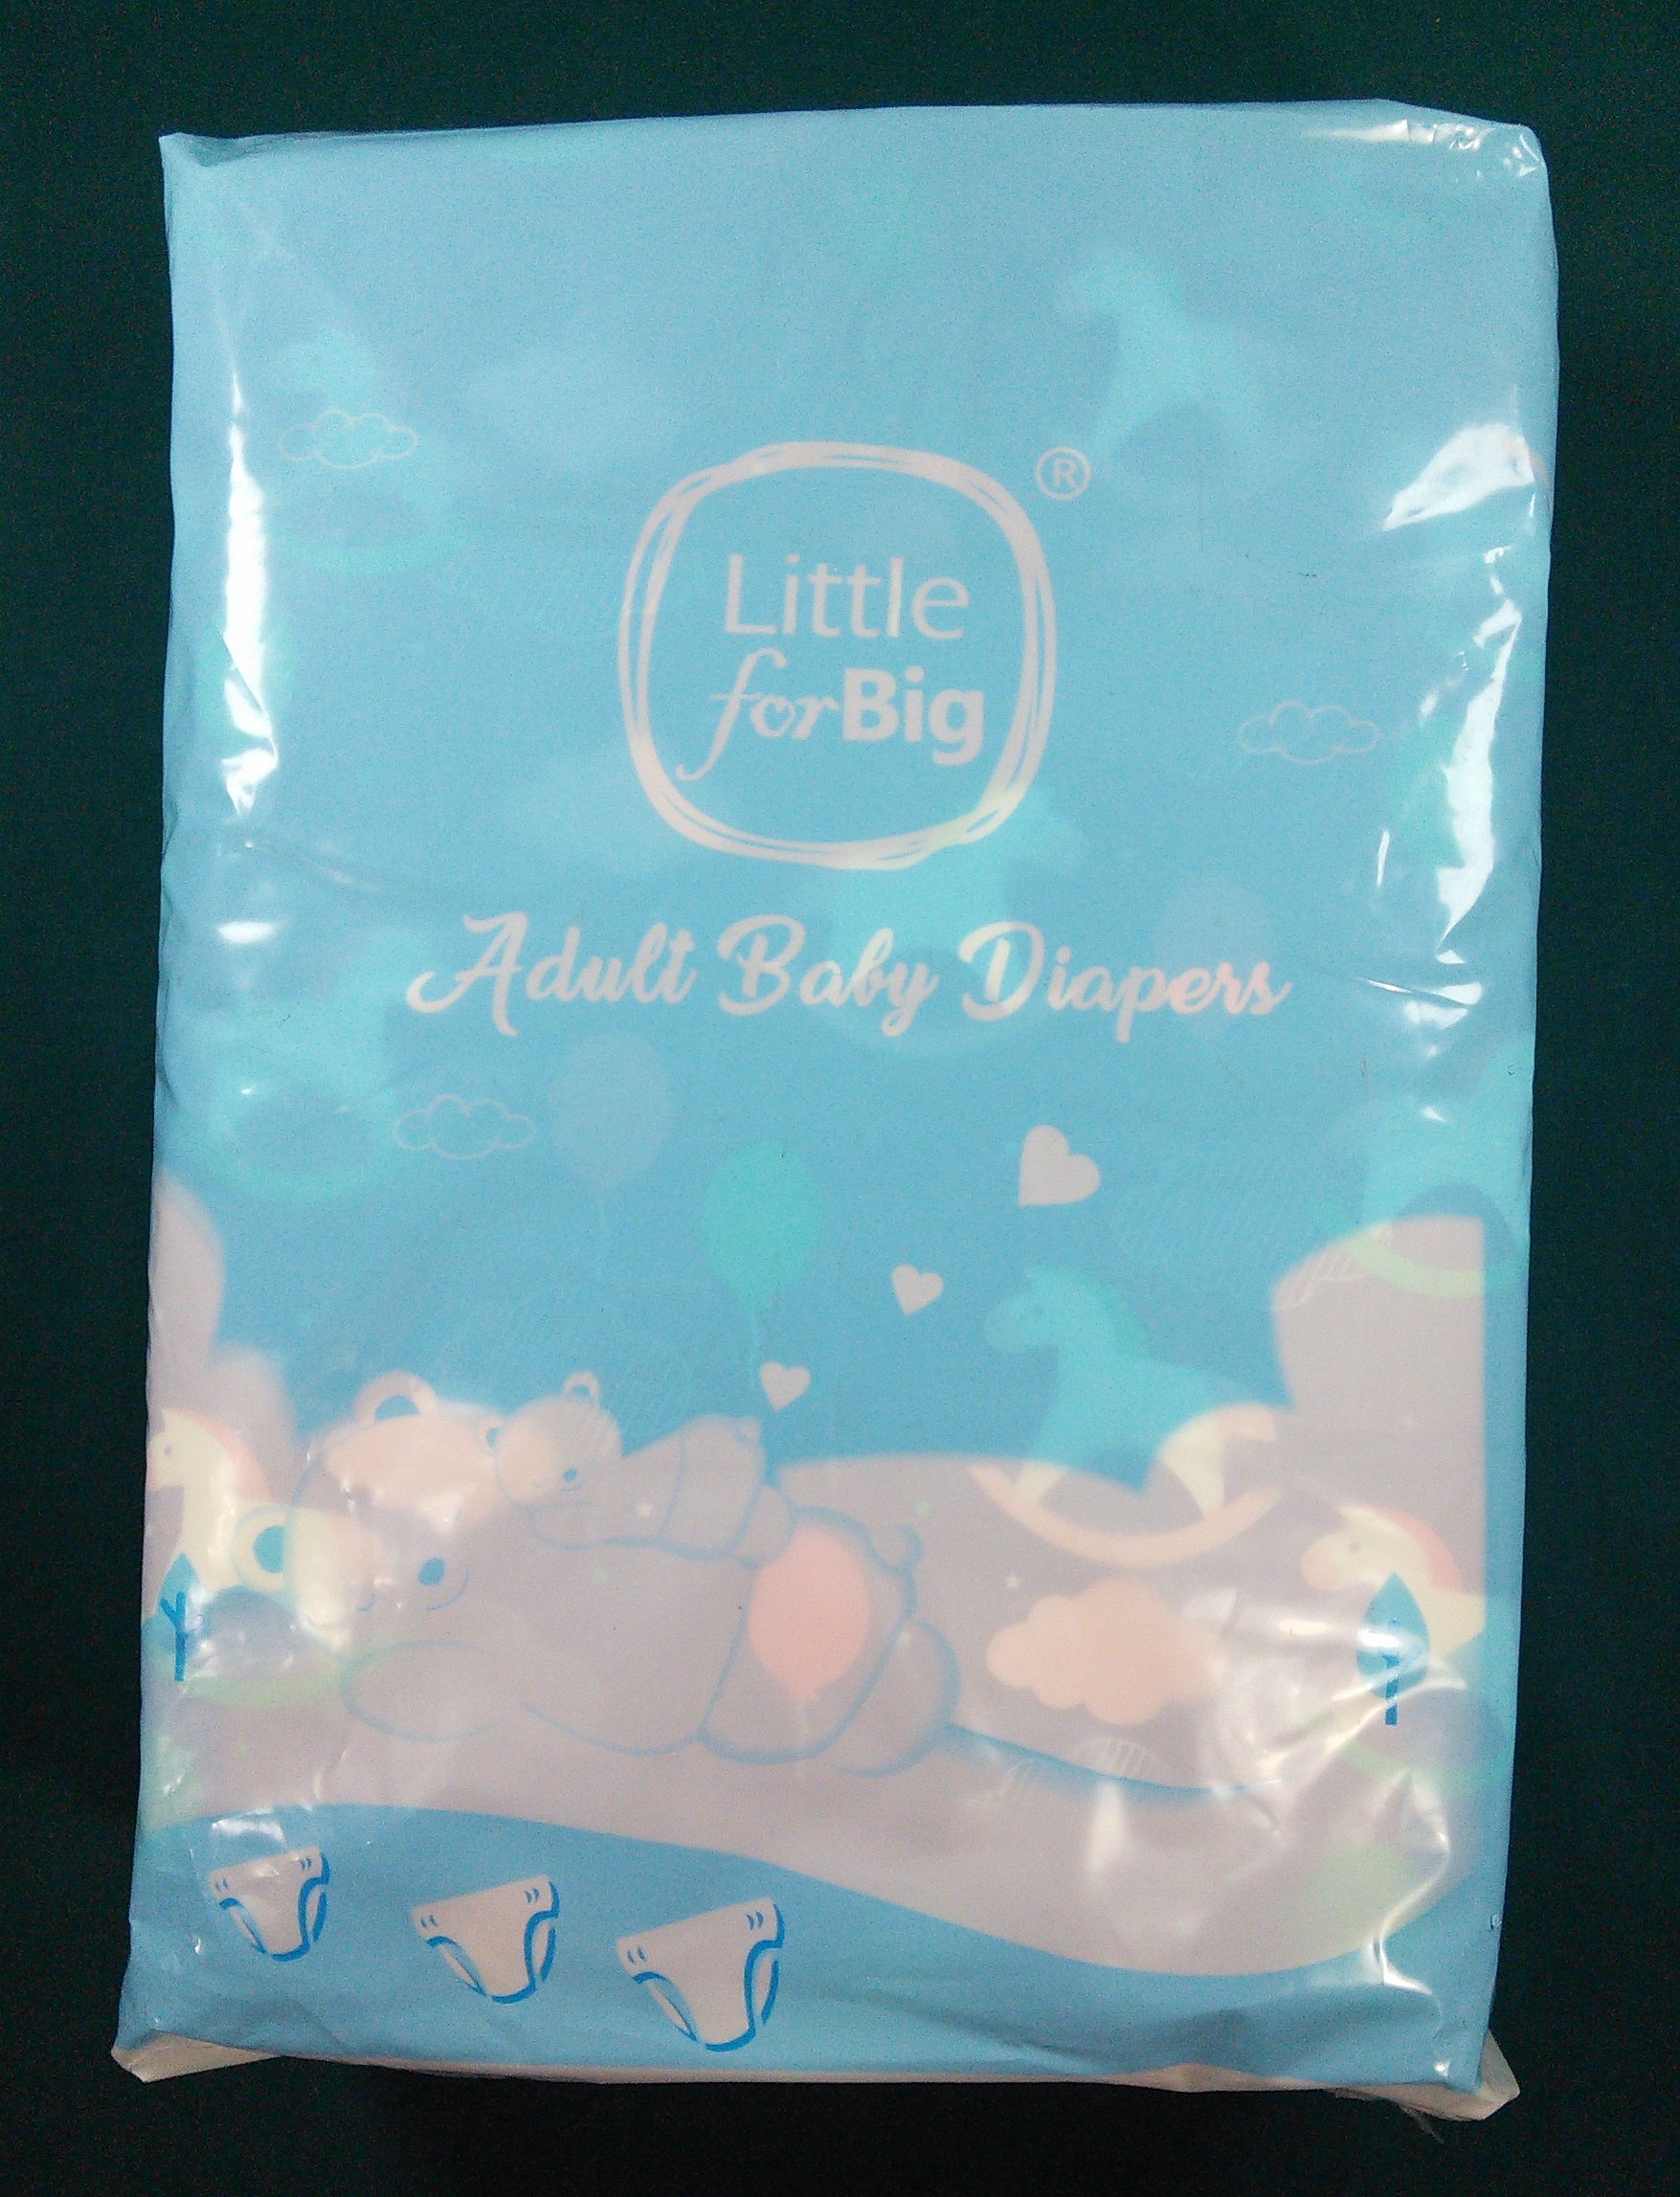 Little
forBig
®
Adult Baby Diapers